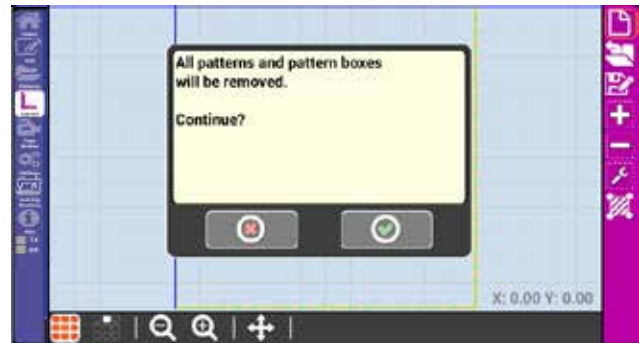 All patterns and pattern boxes
will be removed.
Continue?
X: 0.00 Y: 0.00